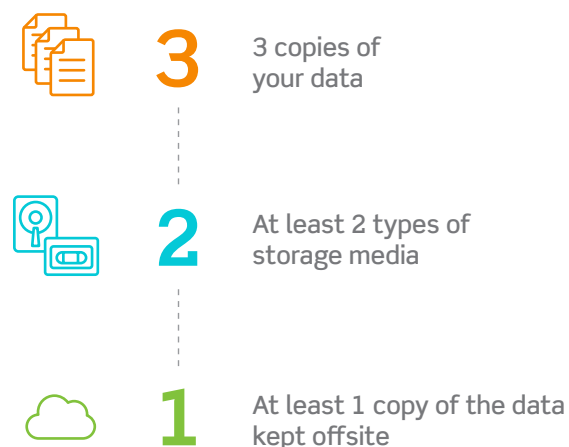 3
3 copies of
your data
2
At least 2 types of
storage media
1
At least 1 copy of the data
kept offsite